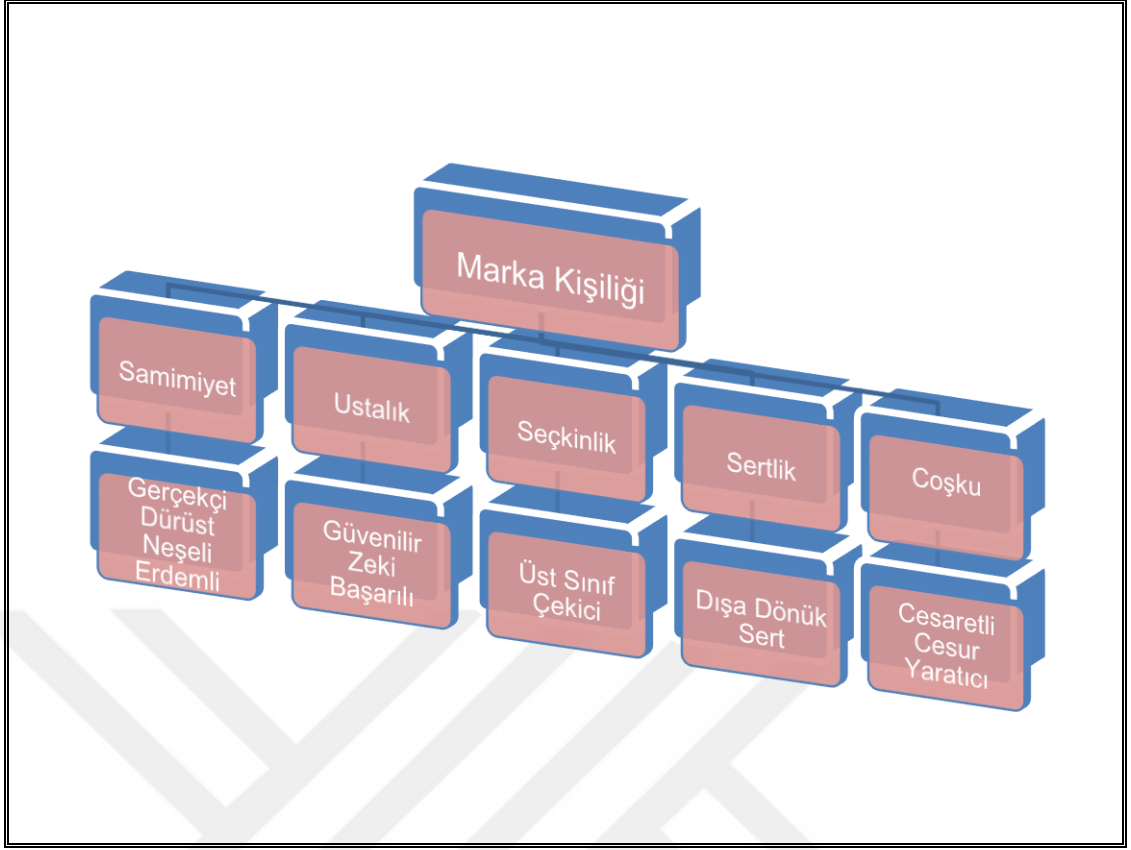 Marka Kişiliği
Samimiyet
Ustalık
Seçkinlik
Sertlik
Coşku
Gerçekçi
Dürüst
Neşeli
Erdemli
Güvenilir
Zeki
Başarılı
Üst Sınıf
Çekici
Dışa Dönük
Sert
Cesaretli
Cesur
Yaratıcı